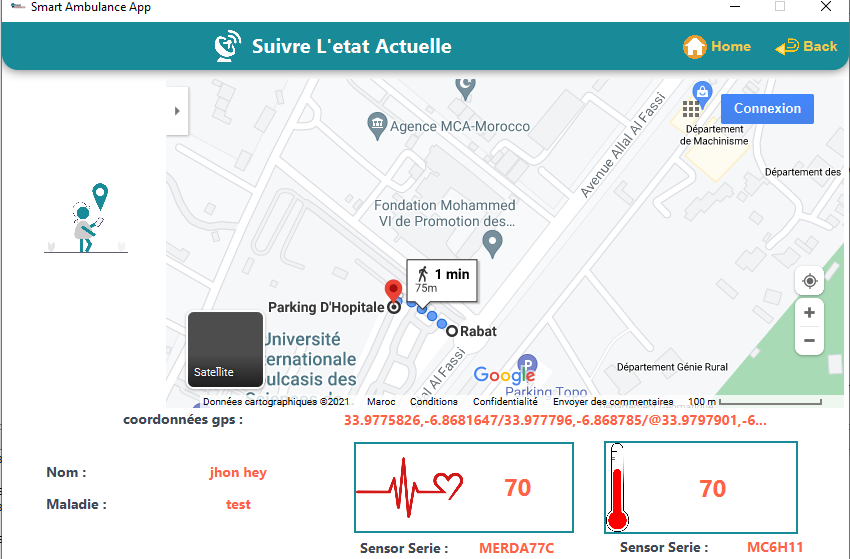 Smart Ambulance App
Suivre L'etat Actuelle
Home
Back
Connexion
Agence MCA-Morocco
Avenue Allal Al Fassi
Département
de Machinisme
Département des
Fondation Mohammed
VI de Promotion des...
1 min
75m
Parking D'Hopitale
Rabat
Université
ternationale
ulcasis des
Al Fassi
Satellite
Google
P
Parking Topo
Département Génie Rural
Données cartographiques ©2021
Maroc
Conditions
Confidentialité
Envoyer des commentaires
100 m
coordonnées gps :
33.9775826,-6.8681647/33.977796,-6.868785/@33.9797901,-6...
Nom :
jhon hey
Maladie :
test
70
70
Sensor Serie :
MERDA77C
Sensor Serie :
MC6H11